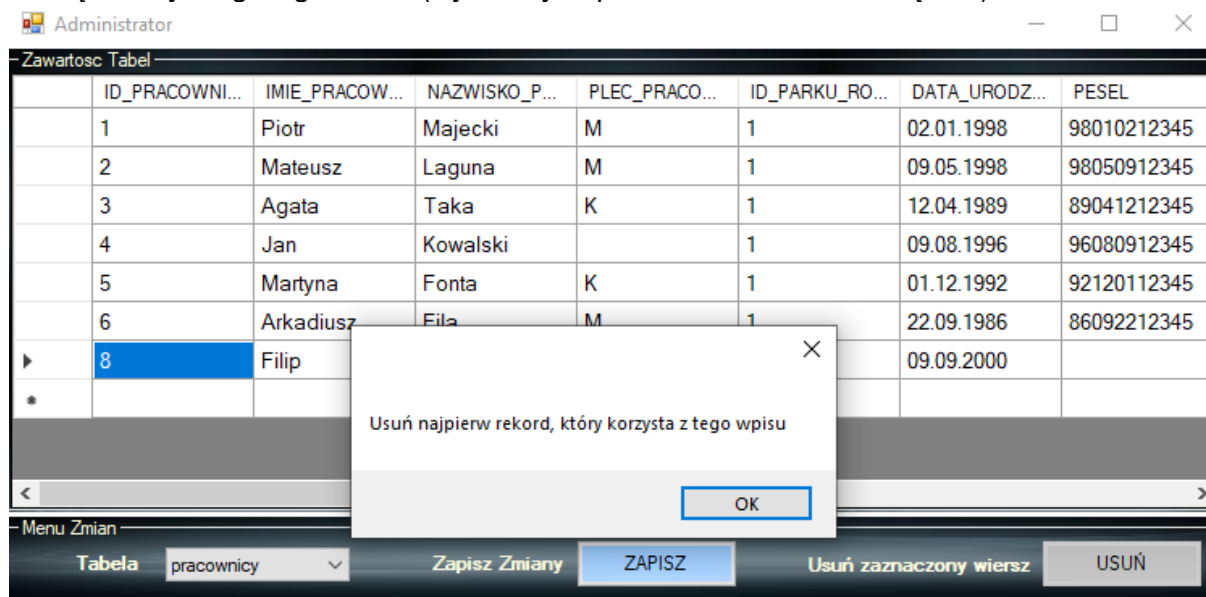 Administrator
Zawartosc Tabel
ID_PRACOWNI... IMIE_PRACOW... NAZWISKO_P... PLEC_PRACO... ID_PARKU_RO... DATA_URODZ... PESEL
1 Piotr Majecki M 1 02.01.1998 98010212345
2 Mateusz Laguna M 1 09.05.1998 98050912345
3 Agata Taka K 1 12.04.1989 89041212345
4 Jan Kowalski 1 09.08.1996 96080912345
5 Martyna Fonta K 1 01.12.1992 92120112345
6 Arkadiusz Fila M 1 22.09.1986 86092212345
8 Filip 09.09.2000
Usuń najpierw rekord, który korzysta z tego wpisu
OK
Menu Zmian
Tabela pracownicy Zapisz Zmiany ZAPISZ Usuń zaznaczony wiersz USUŃ